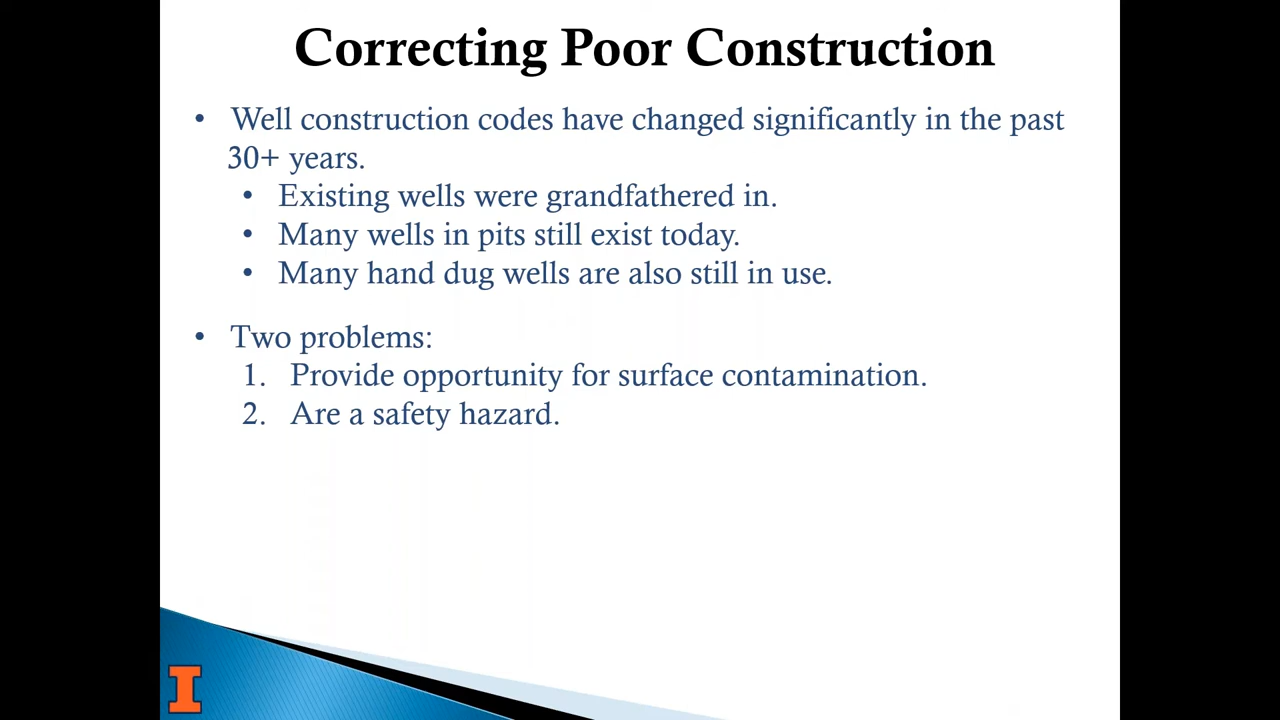 Correcting Poor Construction
• Well construction codes have changed significantly in the past
30+ years.
• Existing wells were grandfathered in.
• Many wells in pits still exist today.
• Many hand dug wells are also still in use.
• Two problems:
1. Provide opportunity for surface contamination.
2. Are a safety hazard.
I